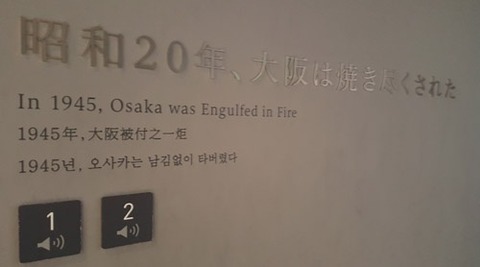 昭和20年、大阪は焼き尽くされた
In 1945, Osaka was Engulfed in Fire
1945年,大阪被付之一炬
1945년, 오사카는 남김없이 타버렸다
1 2